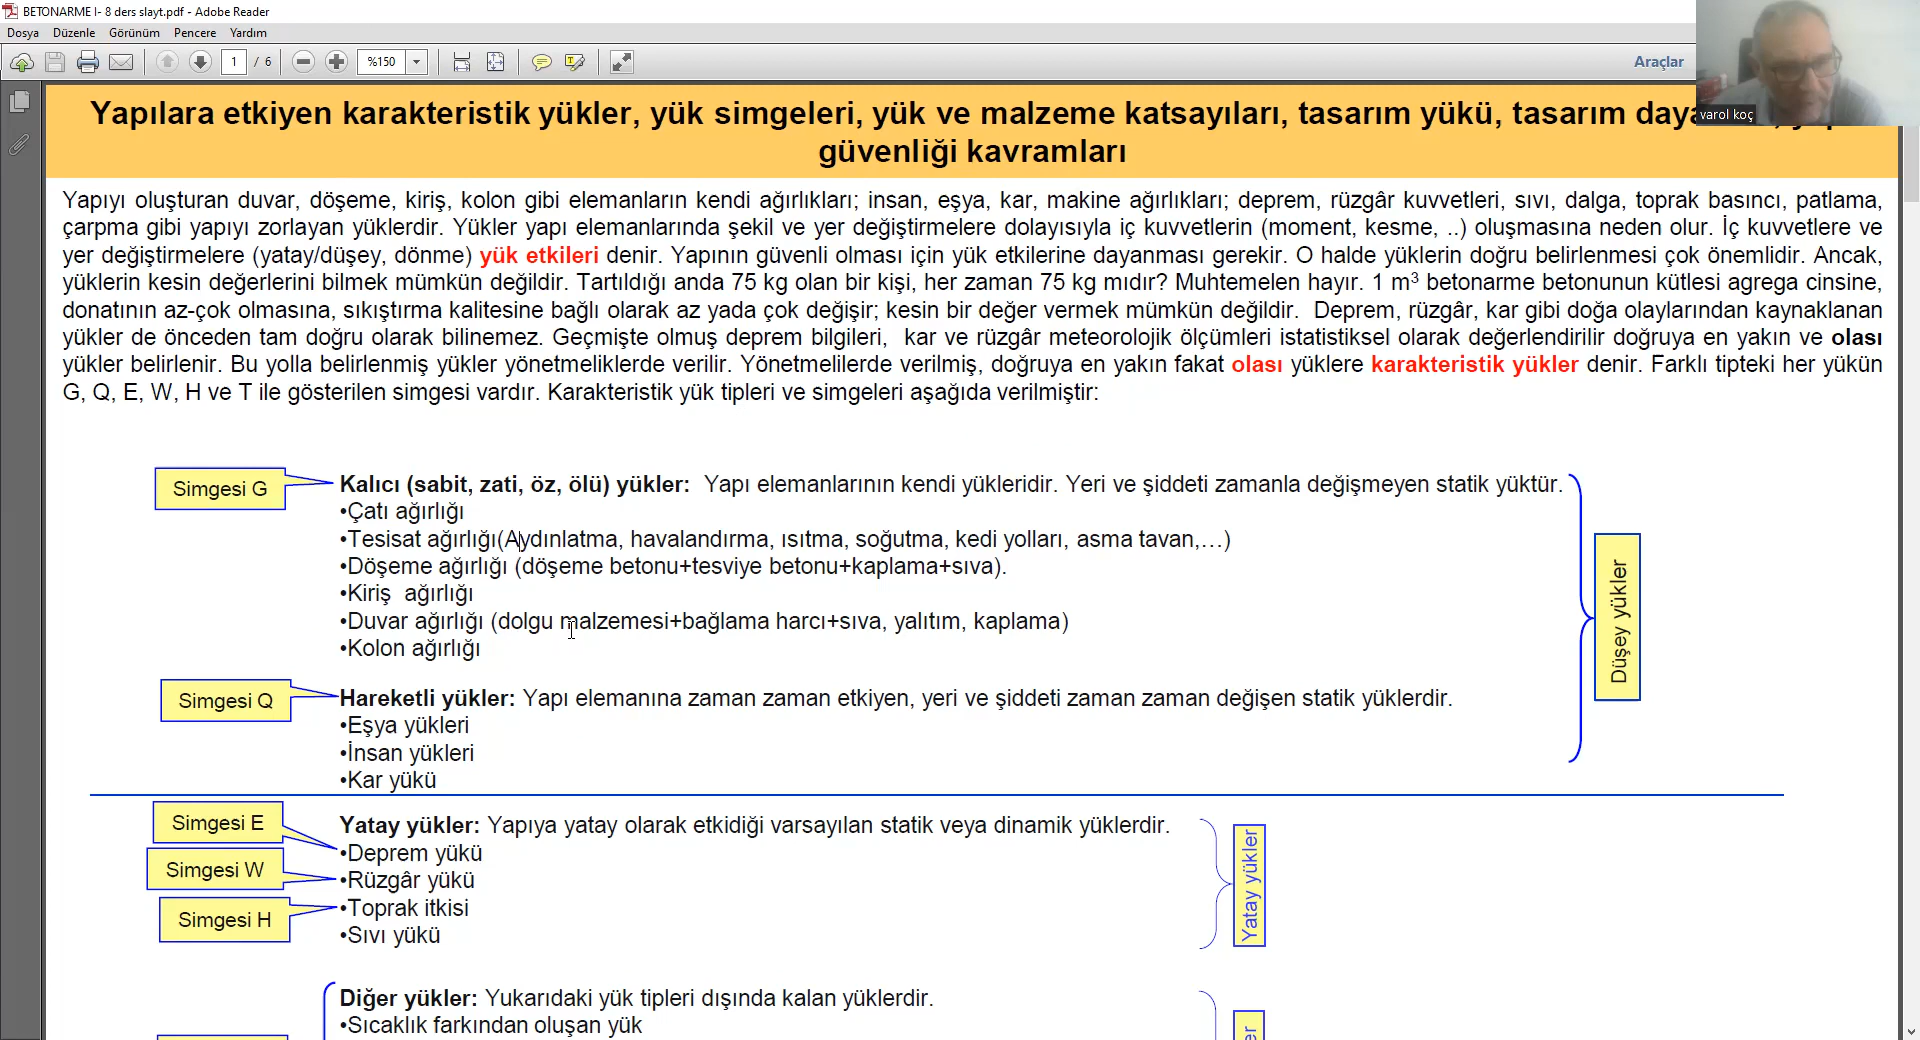 BETONARME I- 8 ders slayt.pdf - Adobe Reader
Dosya Düzenle Görünüm Pencere Yardım
1 / 6 %150 Araçlar
varol koç
Yapılara etkiyen karakteristik yükler, yük simgeleri, yük ve malzeme katsayıları, tasarım yükü, tasarım
güvenliği kavramları
Yapıyı oluşturan duvar, döşeme, kiriş, kolon gibi elemanların kendi ağırlıkları; insan, eşya, kar, makine ağırlıkları; deprem, rüzgâr kuvvetleri, sıvı, dalga, toprak basıncı, patlama,
çarpma gibi yapıyı zorlayan yüklerdir. Yükler yapı elemanlarında şekil ve yer değiştirmelere dolayısıyla iç kuvvetlerin (moment, kesme, ..) oluşmasına neden olur. İç kuvvetlere ve
yer değiştirmelere (yatay/düşey, dönme) yük etkileri denir. Yapının güvenli olması için yük etkilerine dayanması gerekir. O halde yüklerin doğru belirlenmesi çok önemlidir. Ancak,
yüklerin kesin değerlerini bilmek mümkün değildir. Tartıldığı anda 75 kg olan bir kişi, her zaman 75 kg mıdır? Muhtemelen hayır. 1 m³ betonarme betonunun kütlesi agrega cinsine,
donatının az-çok olmasına, sıkıştırma kalitesine bağlı olarak az yada çok değişir; kesin bir değer vermek mümkün değildir. Deprem, rüzgâr, kar gibi doğa olaylarından kaynaklanan
yükler de önceden tam doğru olarak bilinemez. Geçmişte olmuş deprem bilgileri, kar ve rüzgâr meteorolojik ölçümleri istatistiksel olarak değerlendirilir doğruya en yakın ve olası
yükler belirlenir. Bu yolla belirlenmiş yükler yönetmeliklerde verilir. Yönetmelilerde verilmiş, doğruya en yakın fakat olası yüklere karakteristik yükler denir. Farklı tipteki her yükün
G, Q, E, W, H ve T ile gösterilen simgesi vardır. Karakteristik yük tipleri ve simgeleri aşağıda verilmiştir:
Simgesi G
Kalıcı (sabit, zati, öz, ölü) yükler: Yapı elemanlarının kendi yükleridir. Yeri ve şiddeti zamanla değişmeyen statik yüktür.
•Çatı ağırlığı
•Tesisat ağırlığı(Aydınlatma, havalandırma, ısıtma, soğutma, kedi yolları, asma tavan,…)
•Döşeme ağırlığı (döşeme betonu+tesviye betonu+kaplama+sıva).
•Kiriş ağırlığı
•Duvar ağırlığı (dolgu malzemesi+bağlama harcı+sıva, yalıtım, kaplama)
•Kolon ağırlığı
Düşey yükler
Simgesi Q
Hareketli yükler: Yapı elemanına zaman zaman etkiyen, yeri ve şiddeti zaman zaman değişen statik yüklerdir.
•Eşya yükleri
•İnsan yükleri
•Kar yükü
Simgesi E
Yatay yükler: Yapıya yatay olarak etkidiği varsayılan statik veya dinamik yüklerdir.
•Deprem yükü
Simgesi W
•Rüzgâr yükü
Simgesi H
•Toprak itkisi
•Sıvı yükü
Yatay yükler
Diğer yükler: Yukarıdaki yük tipleri dışında kalan yüklerdir.
•Sıcaklık farkından oluşan yük